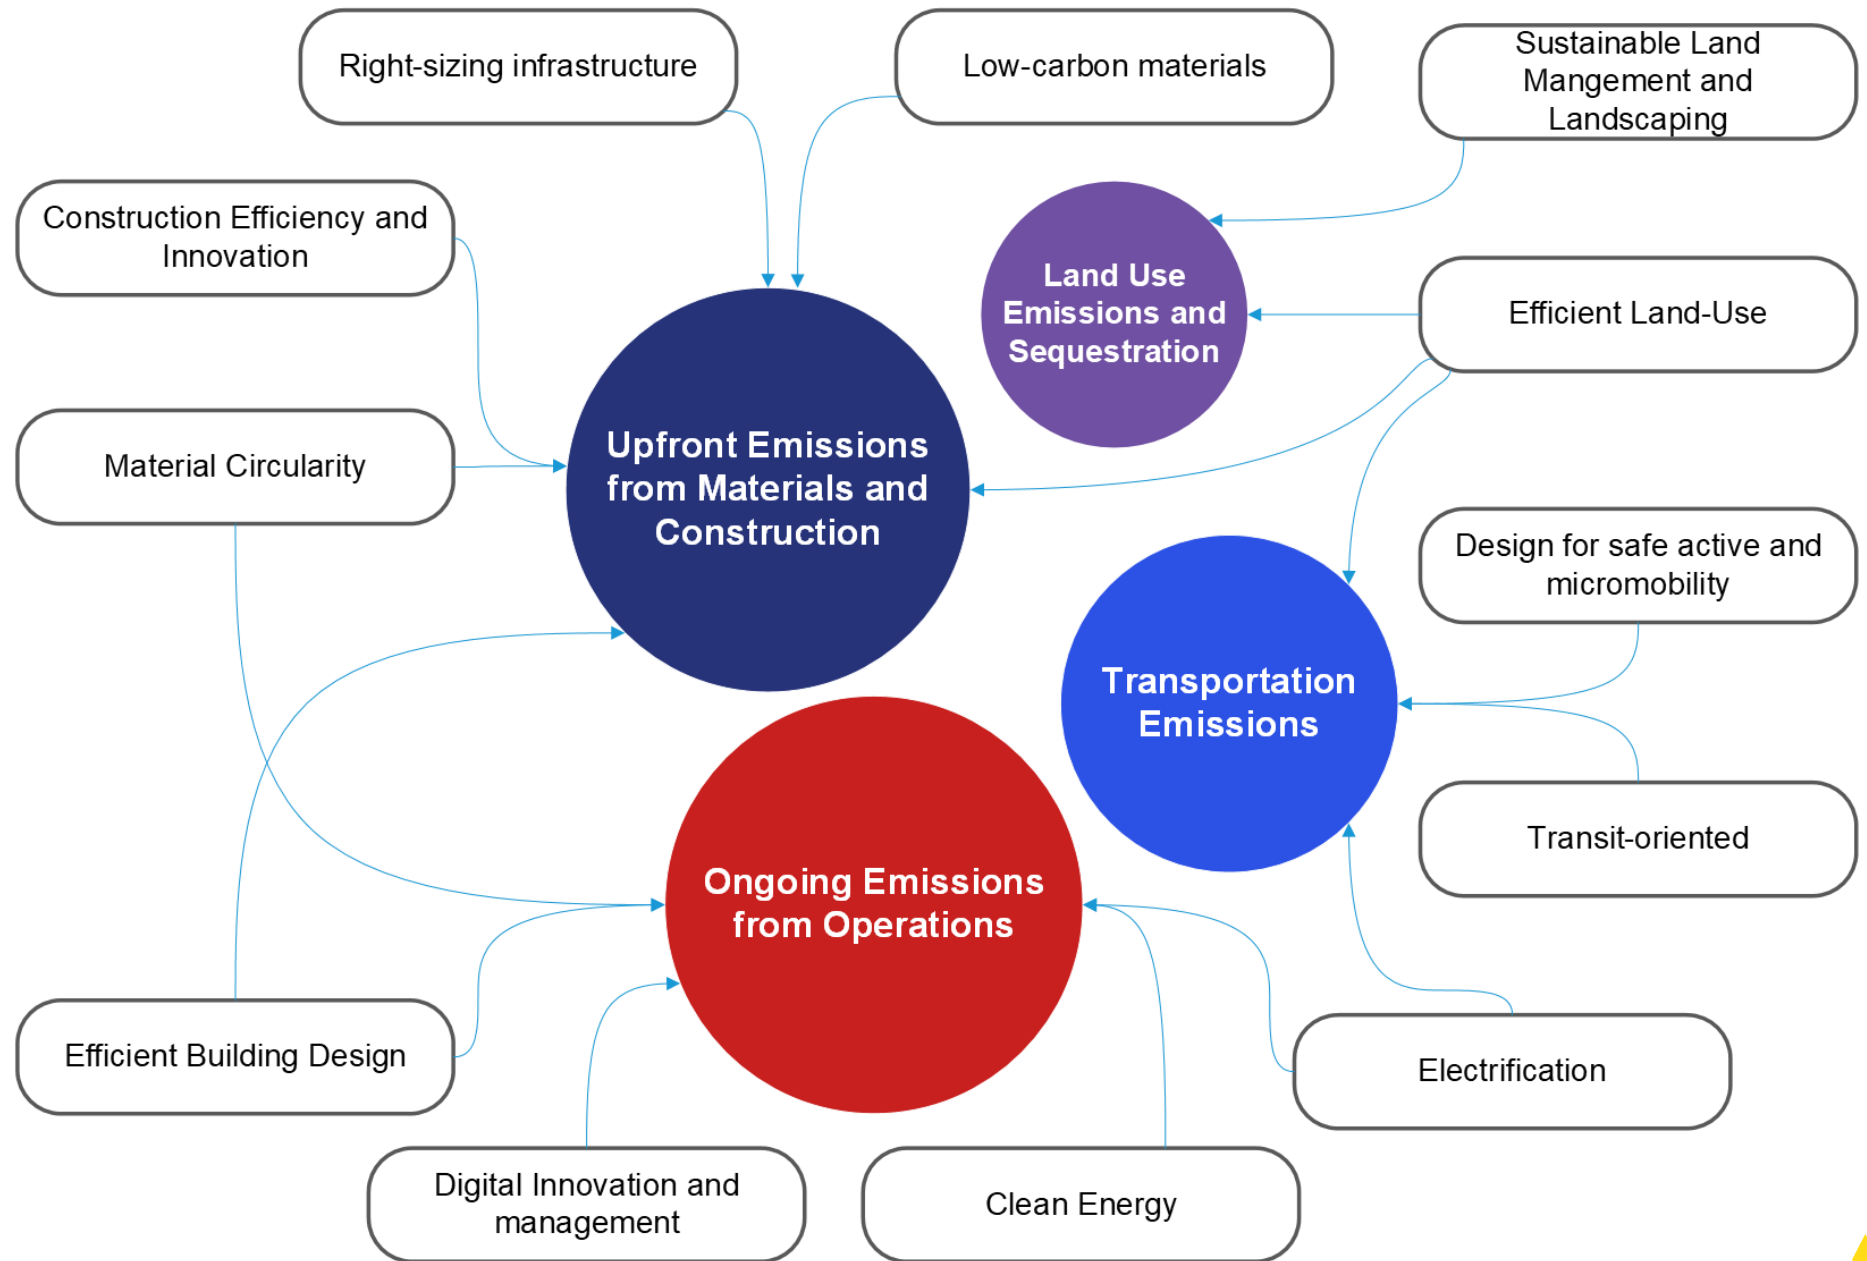 Right-sizing infrastructure
Low-carbon materials
Sustainable Land
Mangement and
Landscaping
Construction Efficiency and
Innovation
Land Use
Emissions and
Sequestration
Efficient Land-Use
Upfront Emissions
from Materials and
Construction
Material Circularity
Design for safe active and
micromobility
Transportation
Emissions
Transit-oriented
Ongoing Emissions
from Operations
Efficient Building Design
Electrification
Digital Innovation and
management
Clean Energy